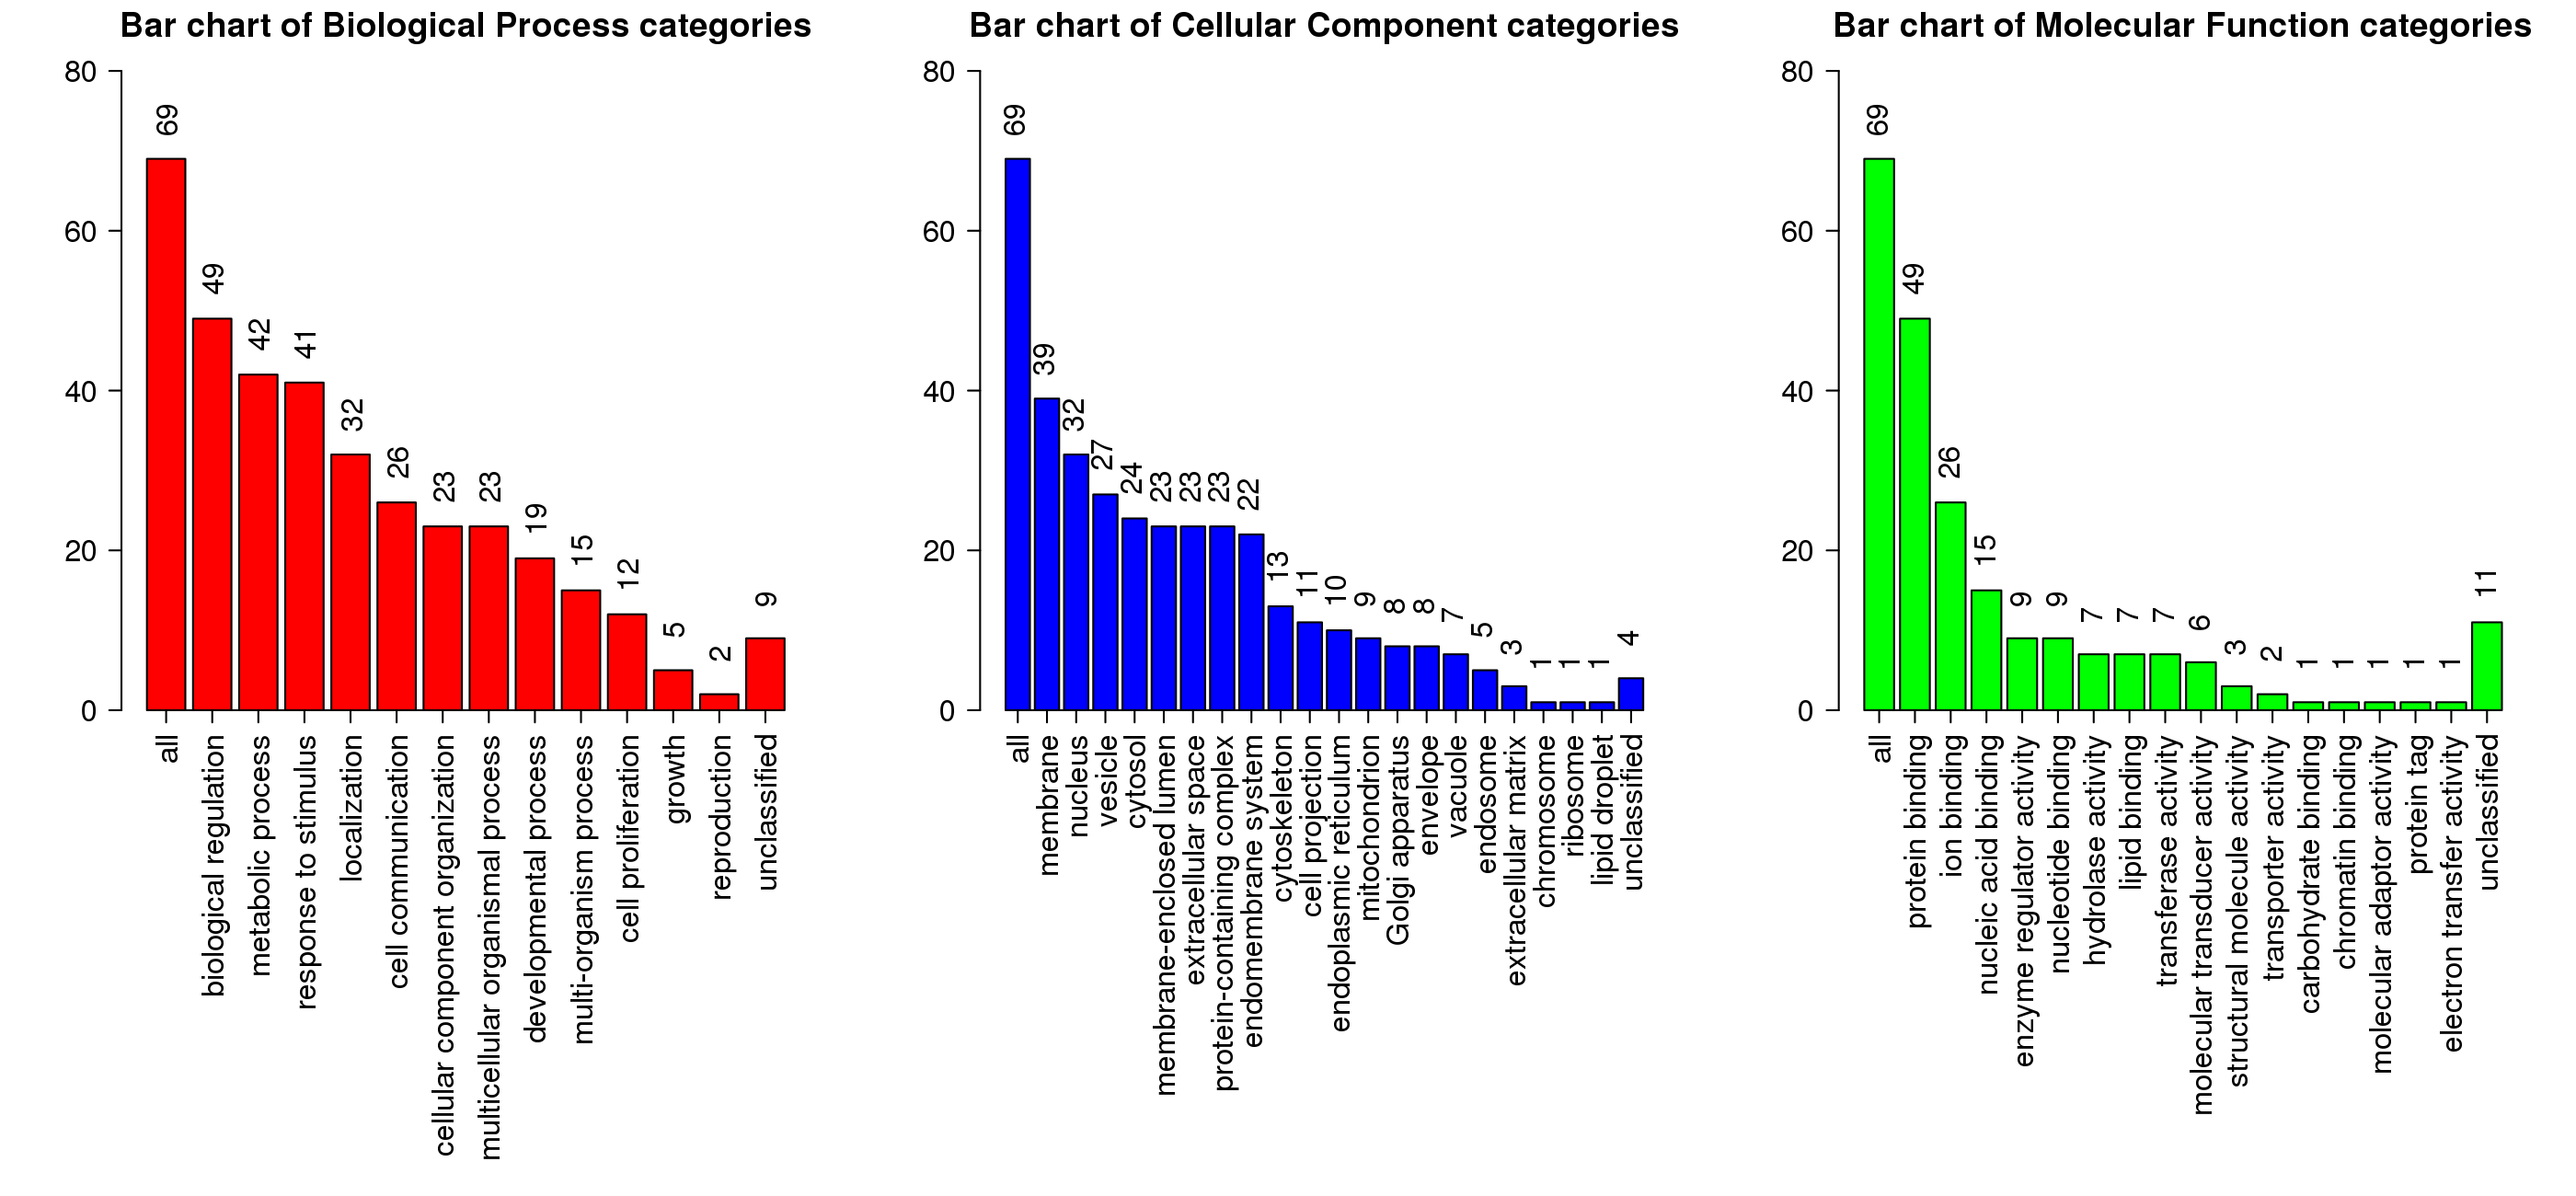 Bar chart of Biological Process categories
80
60
40
20
0
69
49
42
41
32
26
23
23
19
15
12
5
2
9
all
biological regulation
metabolic process
response to stimulus
localization
cell communication
cellular component organization
multicellular organismal process
developmental process
multi-organism process
cell proliferation
growth
reproduction
unclassified
Bar chart of Cellular Component categories
80
60
40
20
0
69
39
32
27
24
23
23
23
22
13
11
10
9
8
8
7
5
3
1
1
1
4
all
membrane
nucleus
vesicle
cytosol
membrane-enclosed lumen
extracellular space
protein-containing complex
endomembrane system
cytoskeleton
cell projection
endoplasmic reticulum
mitochondrion
Golgi apparatus
envelope
vacuole
endosome
extracellular matrix
chromosome
ribosome
lipid droplet
unclassified
Bar chart of Molecular Function categories
80
60
40
20
0
69
49
26
15
9
9
7
7
7
6
3
2
1
1
1
1
1
11
all
protein binding
ion binding
nucleic acid binding
enzyme regulator activity
nucleotide binding
hydrolase activity
lipid binding
transferase activity
molecular transducer activity
structural molecule activity
transporter activity
carbohydrate binding
chromatin binding
molecular adaptor activity
protein tag
electron transfer activity
unclassified